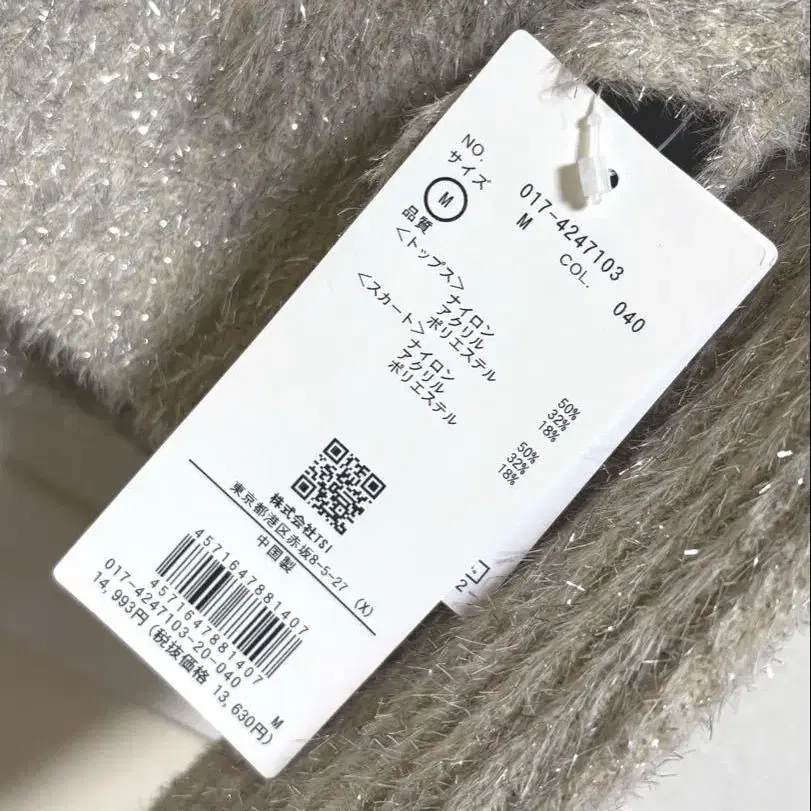 NO. 017-4247103
サイズ M COL. 040
M
品質
<トップス>
ナイロン 50%
アクリル 32%
ポリエステル 18%
<スカート>
ナイロン 50%
アクリル 32%
ポリエステル 18%
株式会社TSI
東京都港区赤坂8-5-27 (X)
中国製
4571647881407
4571647881407
017-4247103-20-040 M
14,993円(税抜価格 13,630円)
2